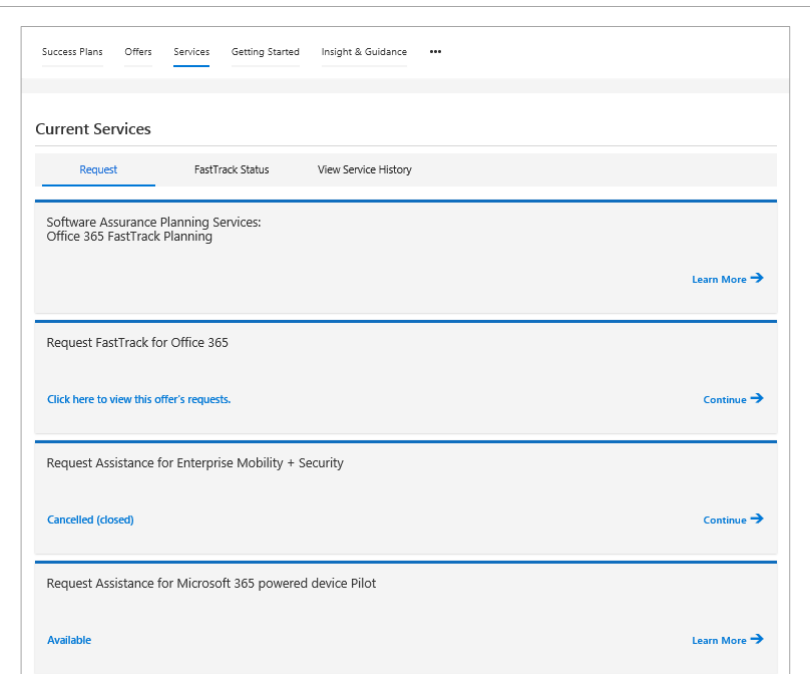 Success Plans Offers Services Getting Started Insight & Guidance •••
Current Services
Request FastTrack Status View Service History
Software Assurance Planning Services:
Office 365 FastTrack Planning
Learn More →
Request FastTrack for Office 365
Click here to view this offer's requests. Continue →
Request Assistance for Enterprise Mobility + Security
Cancelled (closed) Continue →
Request Assistance for Microsoft 365 powered device Pilot
Available Learn More →